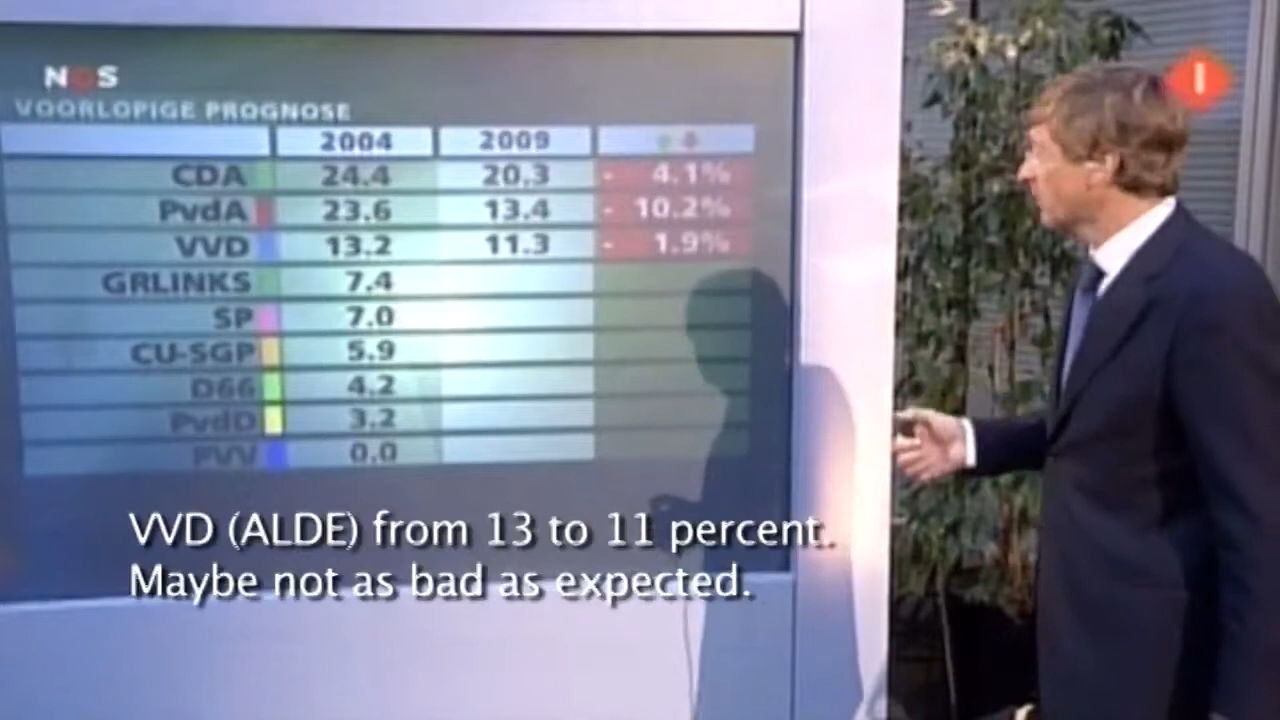 NOS
VOORLOPIGE PROGNOSE
2004 2009
CDA 24.4 20.3 - 4.1%
PvdA 23.6 13.4 - 10.2%
VVD 13.2 11.3 - 1.9%
GRLINKS 7.4
SP 7.0
CU-SGP 5.9
D66 4.2
PvdD 3.2
PVV 0.0
1
VVD (ALDE) from 13 to 11 percent.
Maybe not as bad as expected.